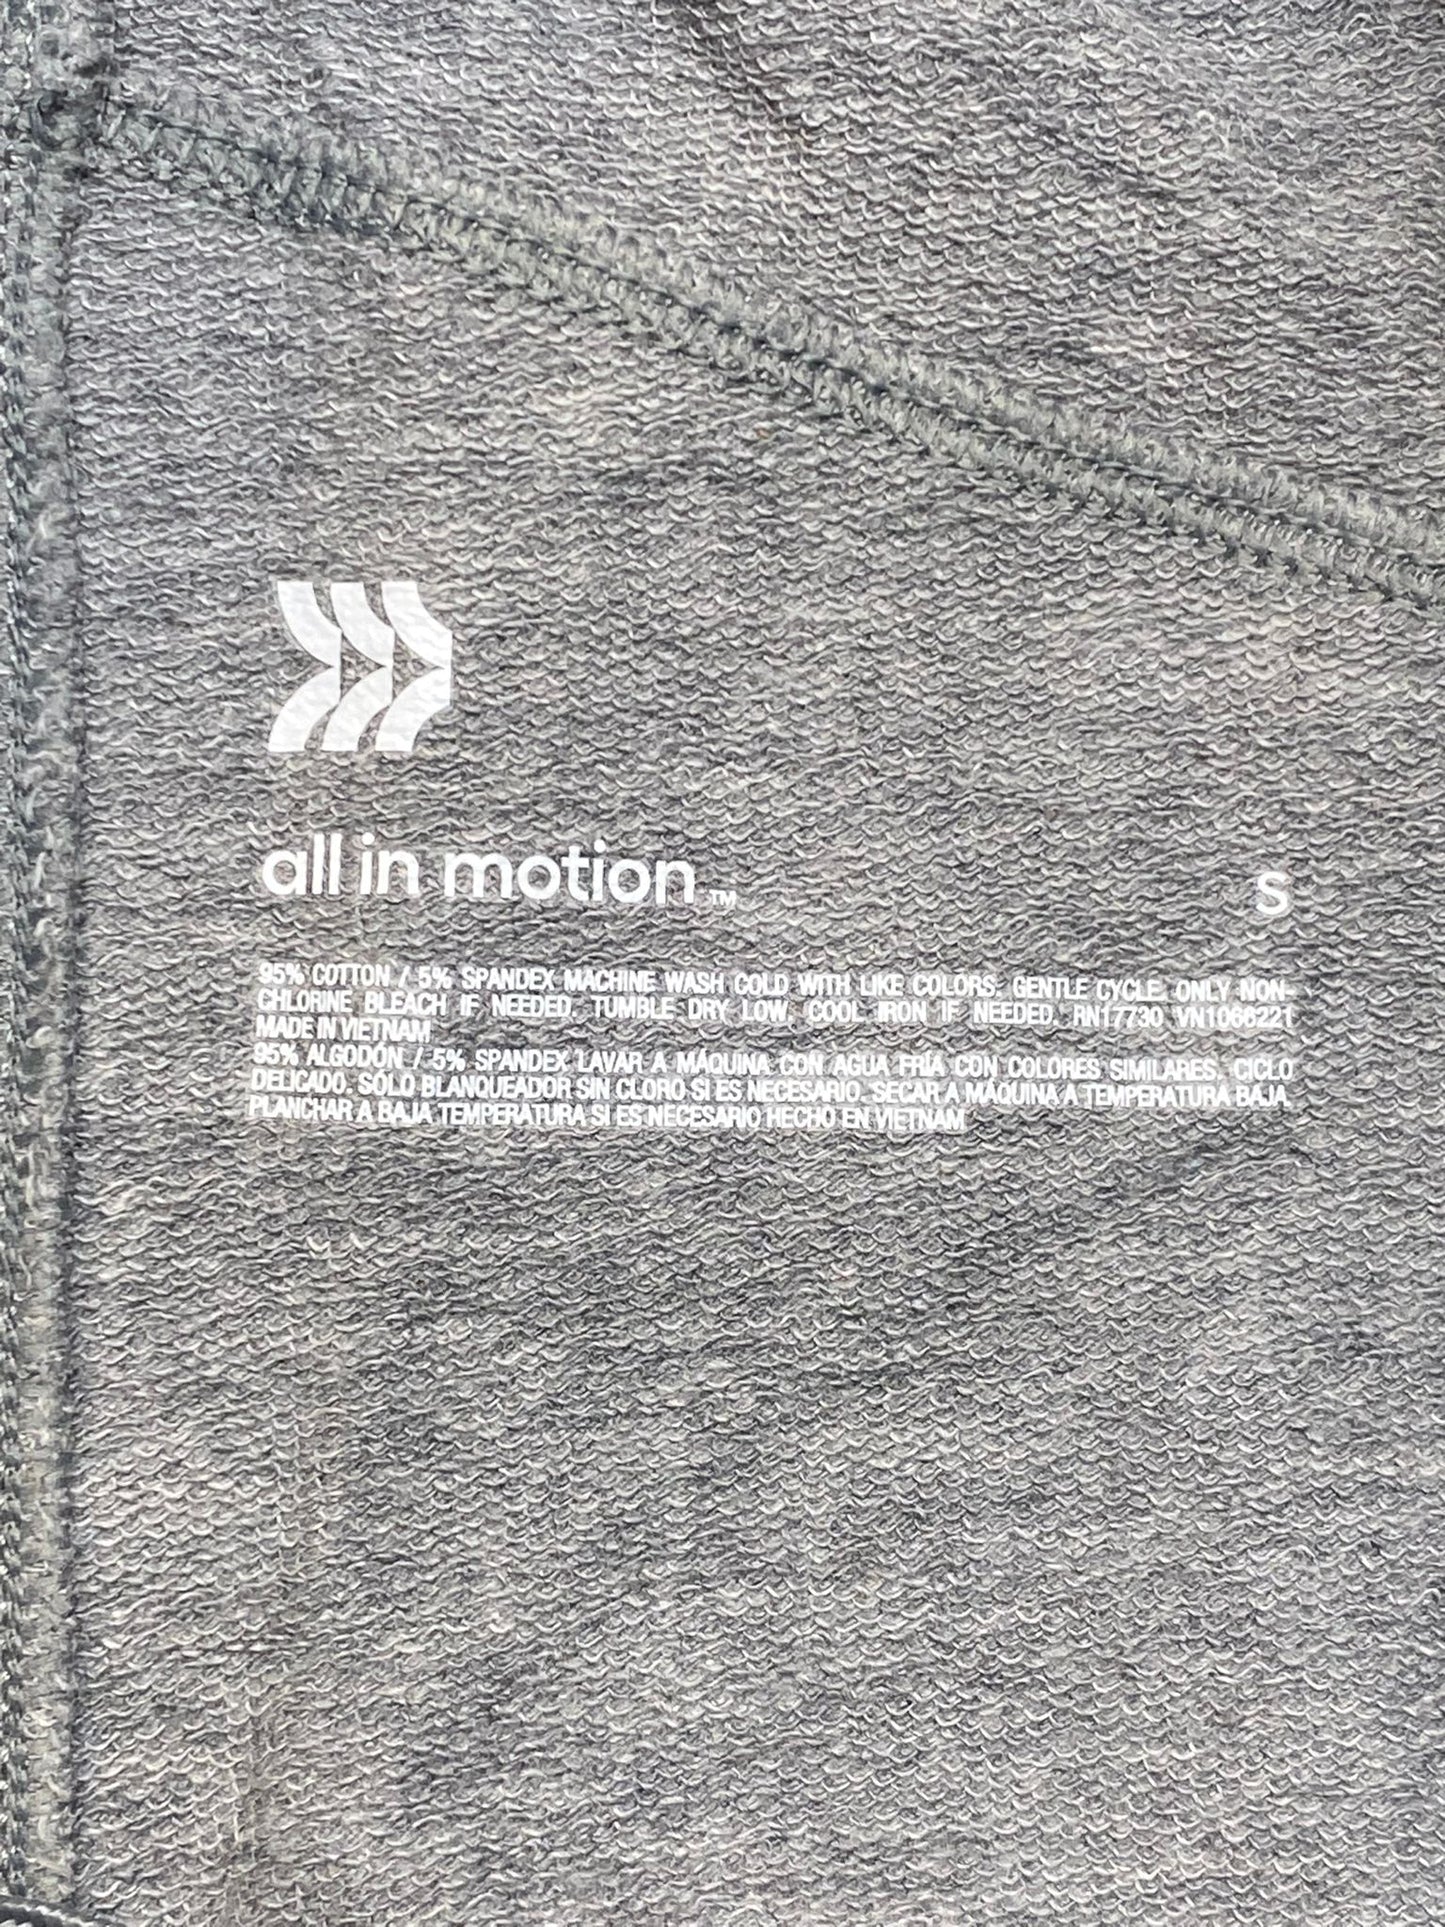 all in motion™ S
95% COTTON / 5% SPANDEX MACHINE WASH COLD WITH LIKE COLORS. GENTLE CYCLE. ONLY NON-
CHLORINE BLEACH IF NEEDED. TUMBLE DRY LOW. COOL IRON IF NEEDED. RN17730 VN1066221
MADE IN VIETNAM
95% ALGODÓN / 5% SPANDEX LAVAR A MÁQUINA CON AGUA FRÍA CON COLORES SIMILARES. CICLO
DELICADO. SÓLO BLANQUEADOR SIN CLORO SI ES NECESARIO. SECAR A MÁQUINA A TEMPERATURA BAJA.
PLANCHAR A BAJA TEMPERATURA SI ES NECESARIO HECHO EN VIETNAM